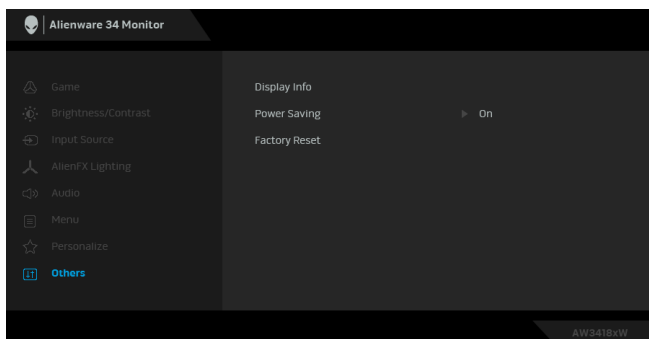 Alienware 34 Monitor
Game
Brightness/Contrast
Input Source
AlienFX Lighting
Audio
Menu
Personalize
Others
Display Info
Power Saving On
Factory Reset
AW3418xW